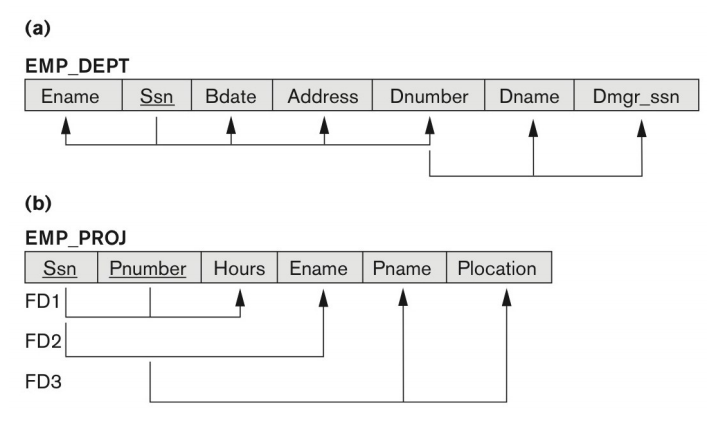 (a)
EMP_DEPT
Ename Ssn Bdate Address Dnumber Dname Dmgr_ssn
(b)
EMP_PROJ
Ssn Pnumber Hours Ename Pname Plocation
FD1
FD2
FD3